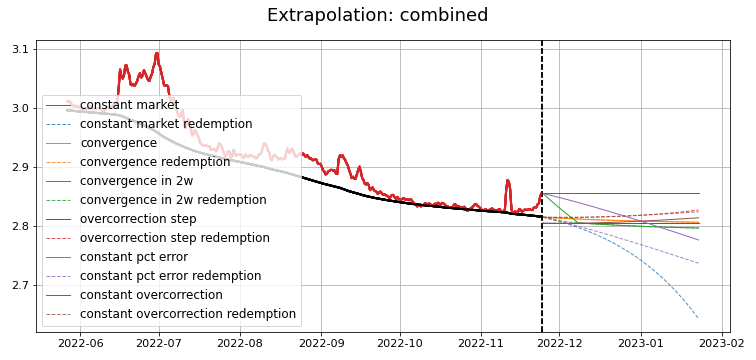 Extrapolation: combined
3.1
3.0
2.9
2.8
2.7
constant market
constant market redemption
convergence
convergence redemption
convergence in 2w
convergence in 2w redemption
overcorrection step
overcorrection step redemption
constant pct error
constant pct error redemption
constant overcorrection
constant overcorrection redemption
2022-06 2022-07 2022-08 2022-09 2022-10 2022-11 2022-12 2023-01 2023-02